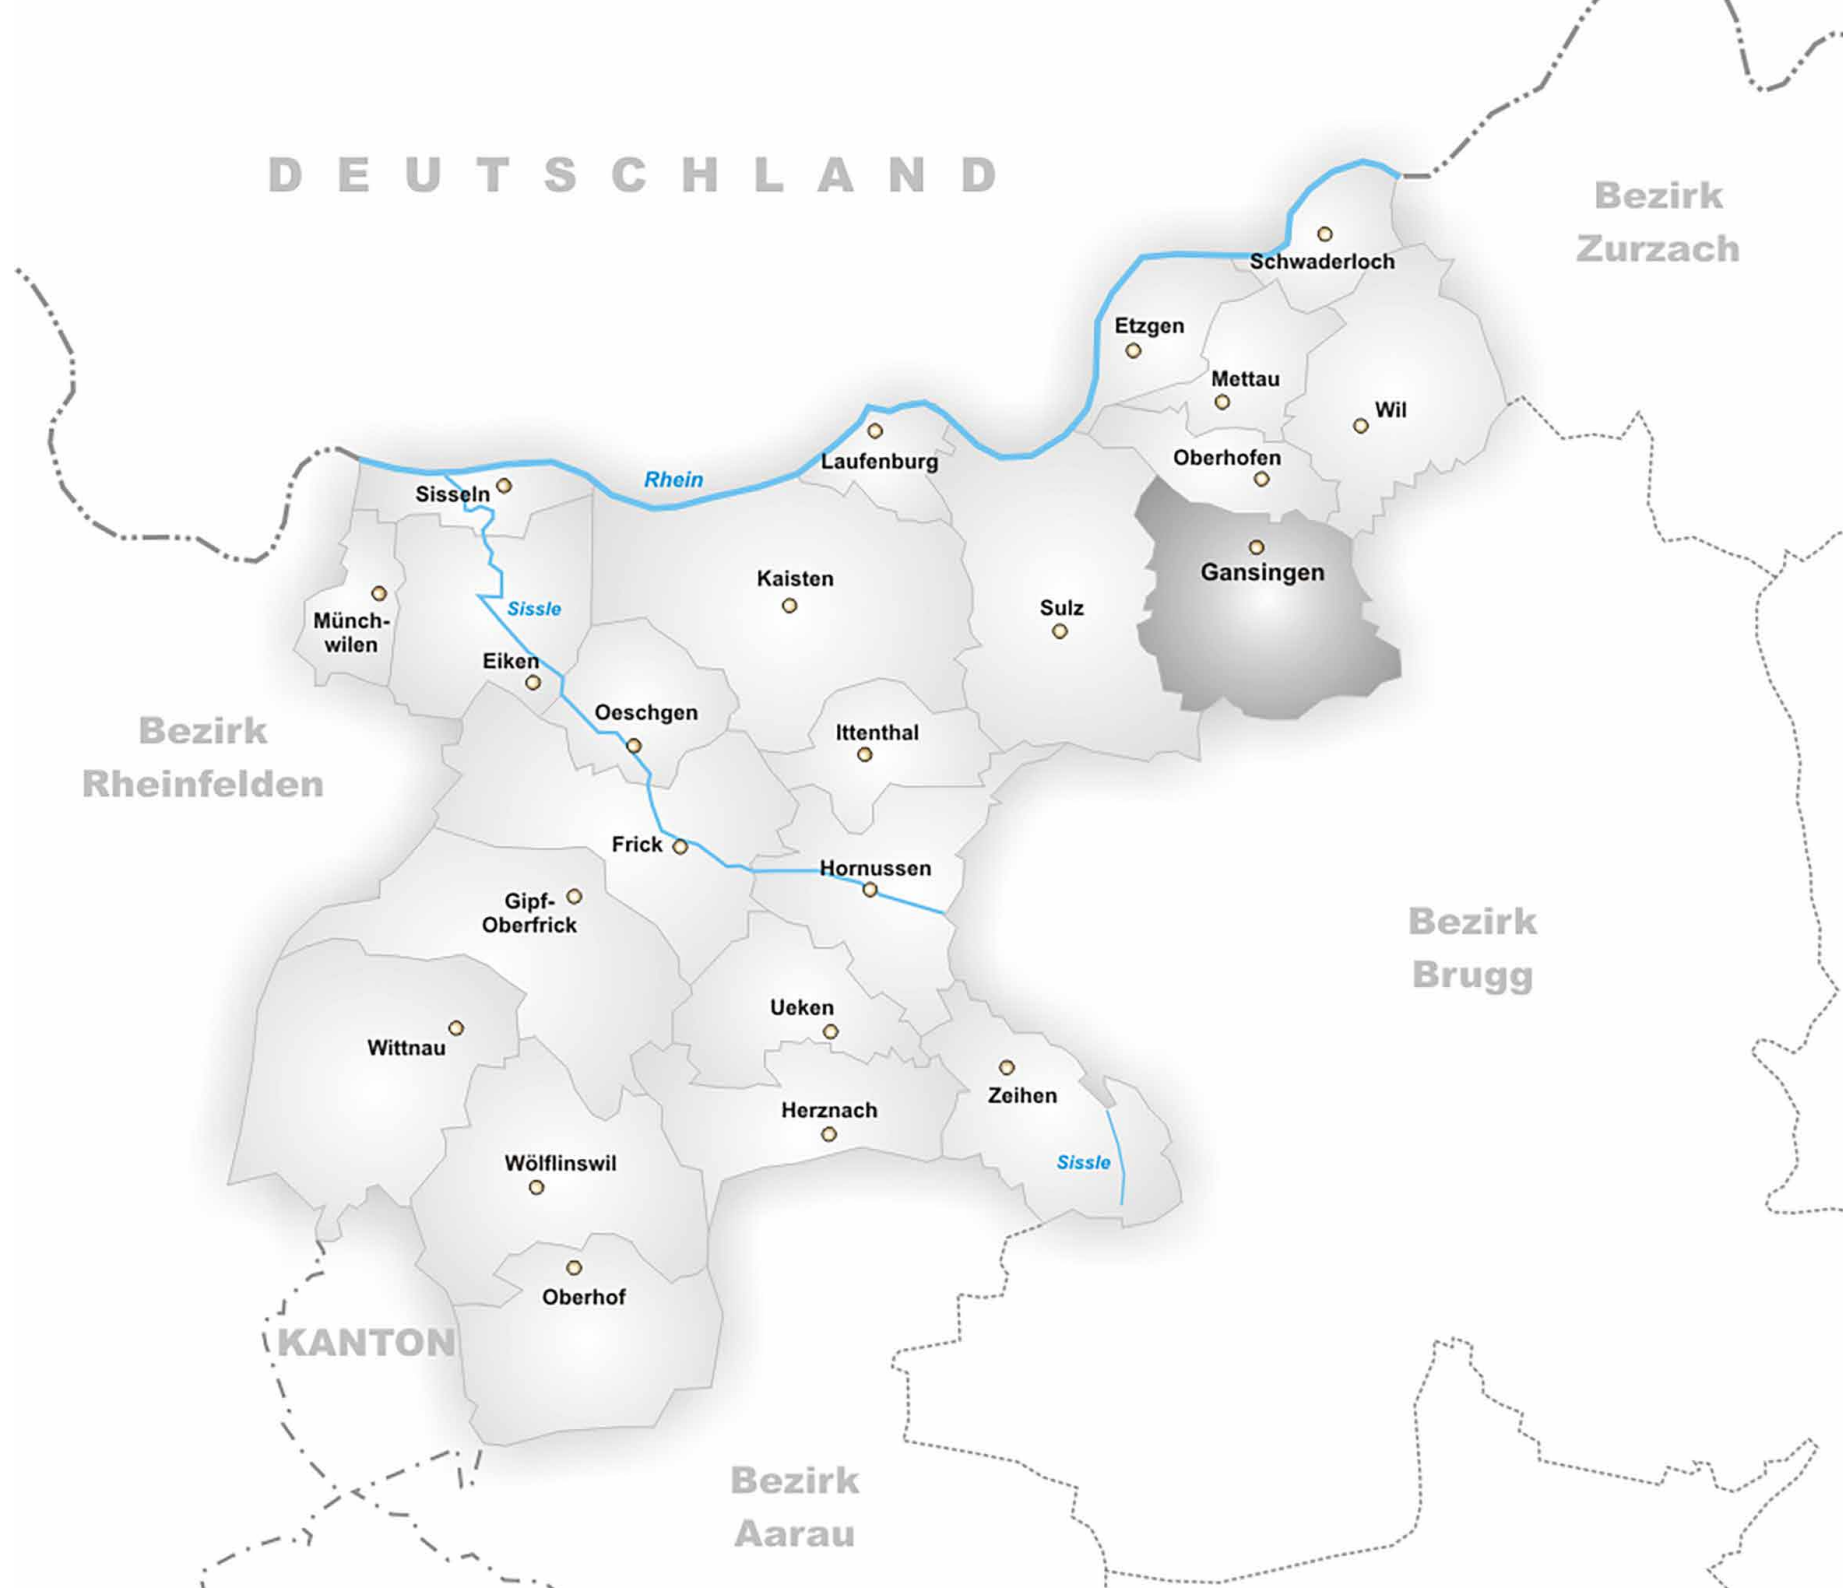 DEUTSCHLAND
Bezirk
Zurzach
Schwaderloch
Etzgen
Mettau
Wil
Laufenburg
Oberhofen
Rhein
Sisseln
Gansingen
Kaisten
Sulz
Sissle
Münch-
wilen
Eiken
Oeschgen
Ittenthal
Bezirk
Rheinfelden
Frick
Hornussen
Gipf-
Oberfrick
Bezirk
Brugg
Ueken
Wittnau
Zeihen
Herznach
Sissle
Wölflinswil
Oberhof
KANTON
Bezirk
Aarau